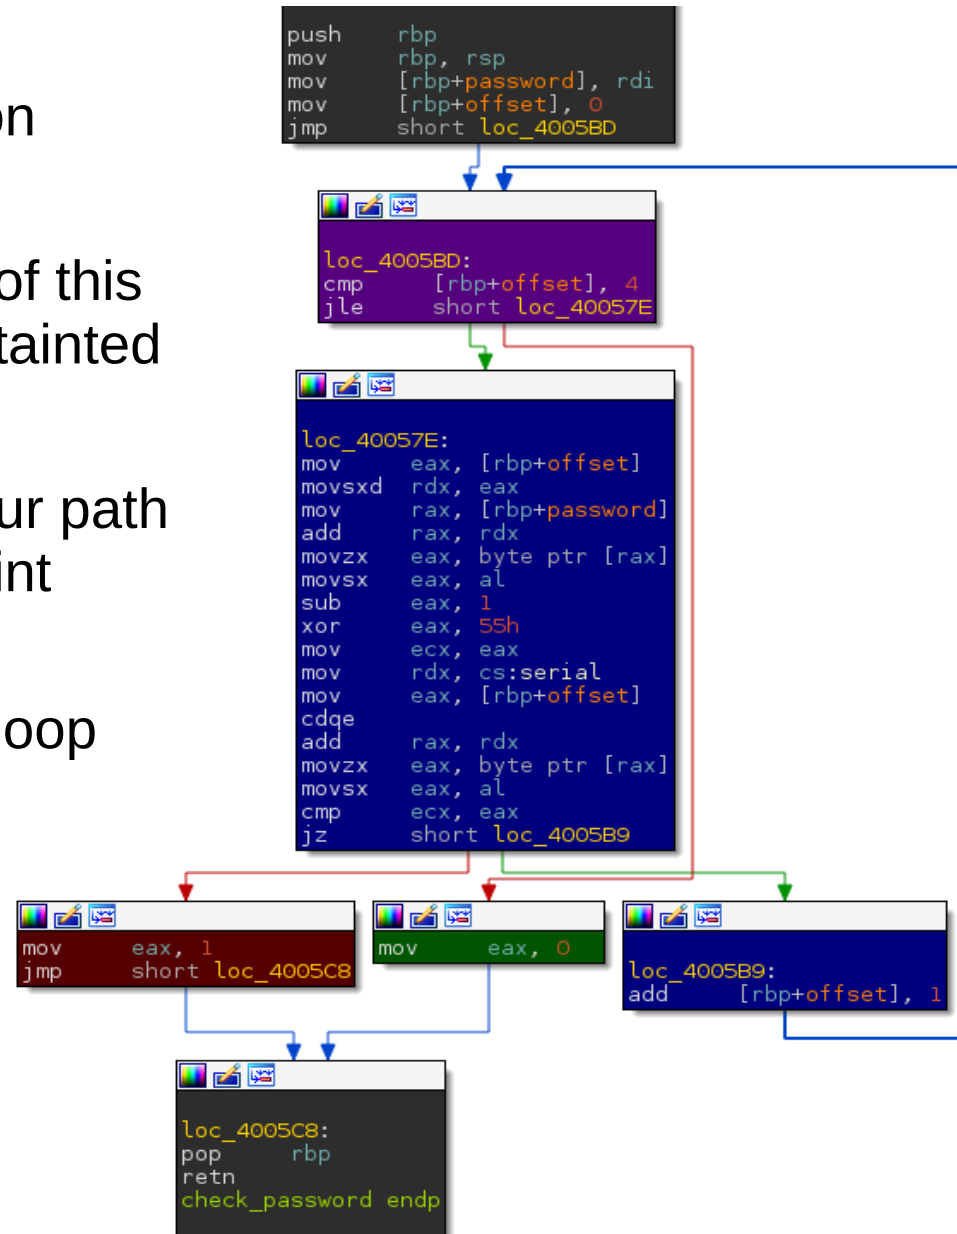 on
of this
tainted
ur path
int
oop
push rbp
mov rbp, rsp
mov [rbp+password], rdi
mov [rbp+offset], 0
jmp short loc_4005BD
loc_4005BD:
cmp [rbp+offset], 4
jle short loc_40057E
loc_40057E:
mov eax, [rbp+offset]
movsxd rdx, eax
mov rax, [rbp+password]
add rax, rdx
movzx eax, byte ptr [rax]
movsx eax, al
sub eax, 1
xor eax, 55h
mov ecx, eax
mov rdx, cs:serial
mov eax, [rbp+offset]
cdqe
add rax, rdx
movzx eax, byte ptr [rax]
movsx eax, al
cmp ecx, eax
jz short loc_4005B9
mov eax, 1
jmp short loc_4005C8
mov eax, 0
loc_4005B9:
add [rbp+offset], 1
loc_4005C8:
pop rbp
retn
check_password endp